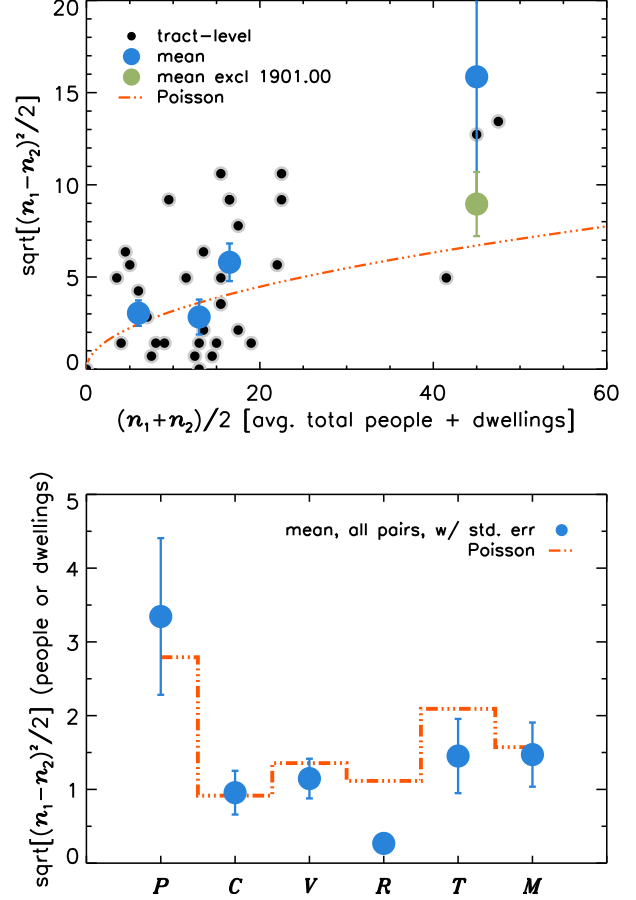 20
15
10
5
0
sqrt[(n₁−n₂)²/2]
tract−level
mean
mean excl 1901.00
Poisson
0 20 40 60
(n₁+n₂)/2 [avg. total people + dwellings]
5
4
3
2
1
0
sqrt[(n₁−n₂)²/2] (people or dwellings)
mean, all pairs, w/ std. err
Poisson
P C V R T M